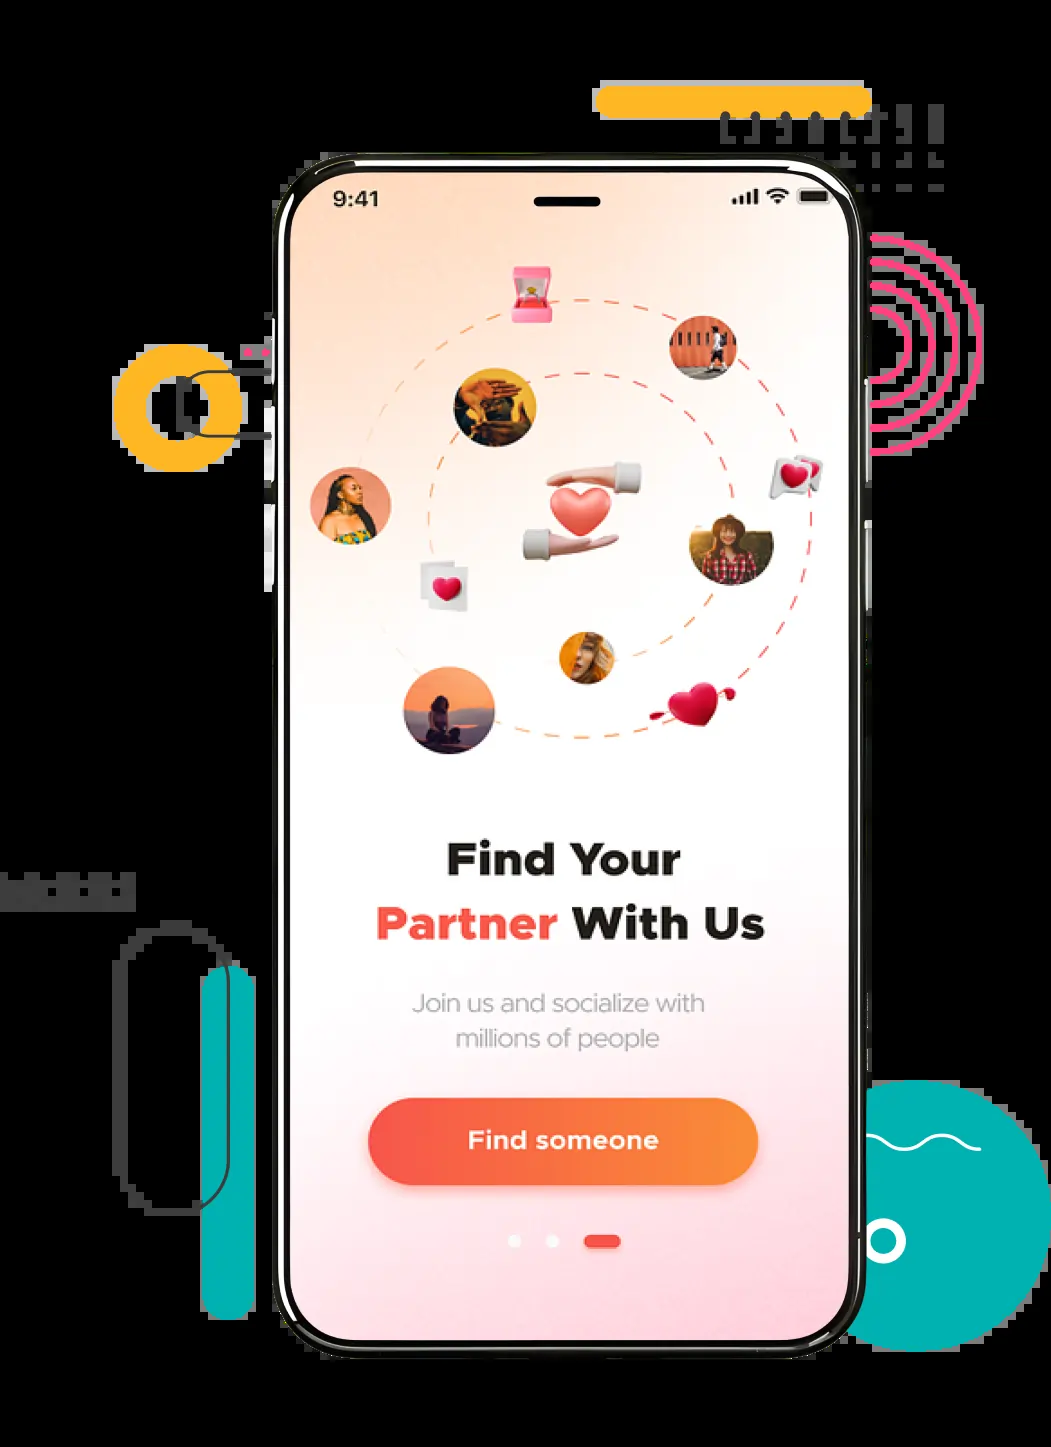 9:41
Find Your
Partner With Us
Join us and socialize with
millions of people
Find someone